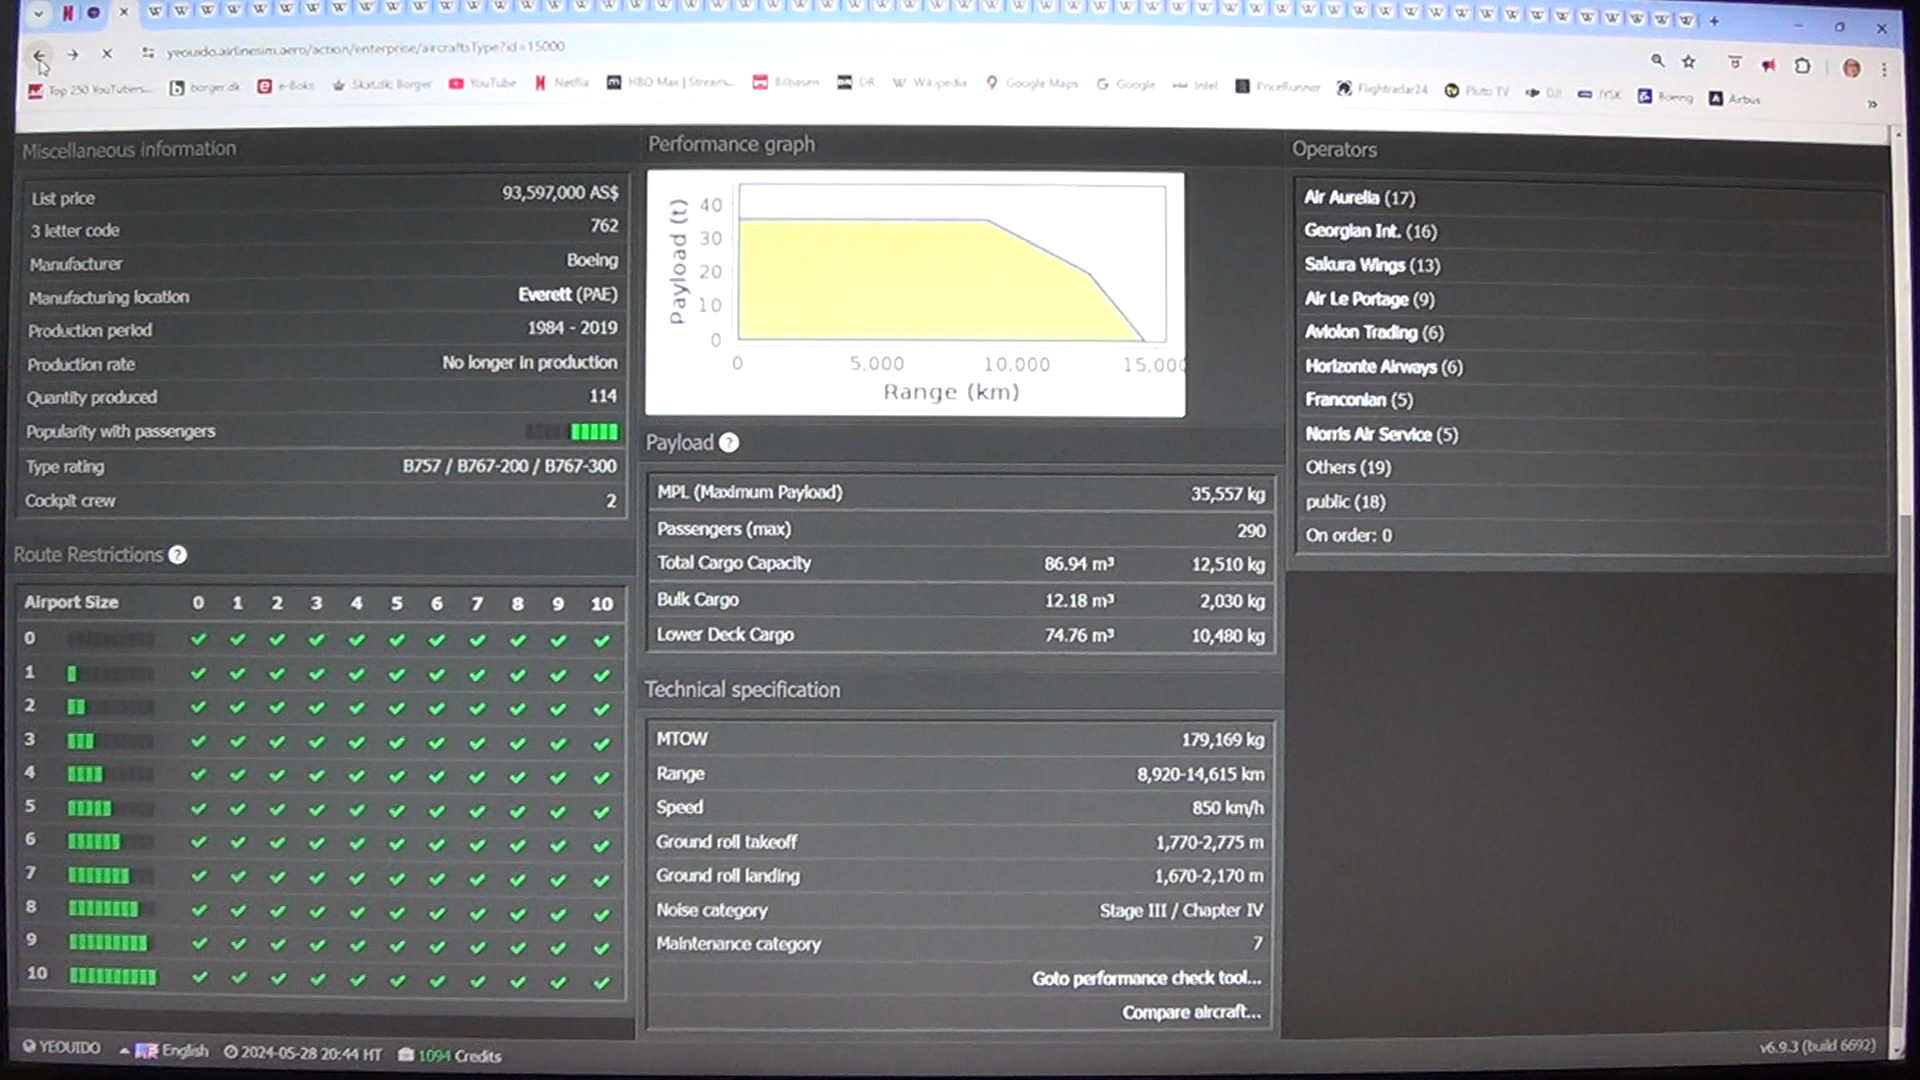 yeouido.airlinesim.aero/action/enterprise/aircraftsType?id=15000
Top 250 YouTubers... borger.dk e-Boks Skat.dk: Borger YouTube Netflix HBO Max | Stream... Bilbasen DR Wikipedia Google Maps Google Intel PriceRunner Flightradar24 Pluto TV DJI JYSK Boeing Airbus »
Miscellaneous information
List price 93,597,000 AS$
3 letter code 762
Manufacturer Boeing
Manufacturing location Everett (PAE)
Production period 1984 - 2019
Production rate No longer in production
Quantity produced 114
Popularity with passengers
Type rating B757 / B767-200 / B767-300
Cockpit crew 2
Route Restrictions ?
Airport Size 0 1 2 3 4 5 6 7 8 9 10
0
1
2
3
4
5
6
7
8
9
10
Performance graph
Payload (t)
40
30
20
10
0
0 5,000 10,000 15,000
Range (km)
Payload ?
MPL (Maximum Payload) 35,557 kg
Passengers (max) 290
Total Cargo Capacity 86.94 m³ 12,510 kg
Bulk Cargo 12.18 m³ 2,030 kg
Lower Deck Cargo 74.76 m³ 10,480 kg
Technical specification
MTOW 179,169 kg
Range 8,920-14,615 km
Speed 850 km/h
Ground roll takeoff 1,770-2,775 m
Ground roll landing 1,670-2,170 m
Noise category Stage III / Chapter IV
Maintenance category 7
Goto performance check tool...
Compare aircraft...
Operators
Air Aurelia (17)
Georgian Int. (16)
Sakura Wings (13)
Air Le Portage (9)
Aviolon Trading (6)
Horizonte Airways (6)
Franconian (5)
Norris Air Service (5)
Others (19)
public (18)
On order: 0
YEOUIDO English 2024-05-28 20:44 HT 1094 Credits
v6.9.3 (build 6692)